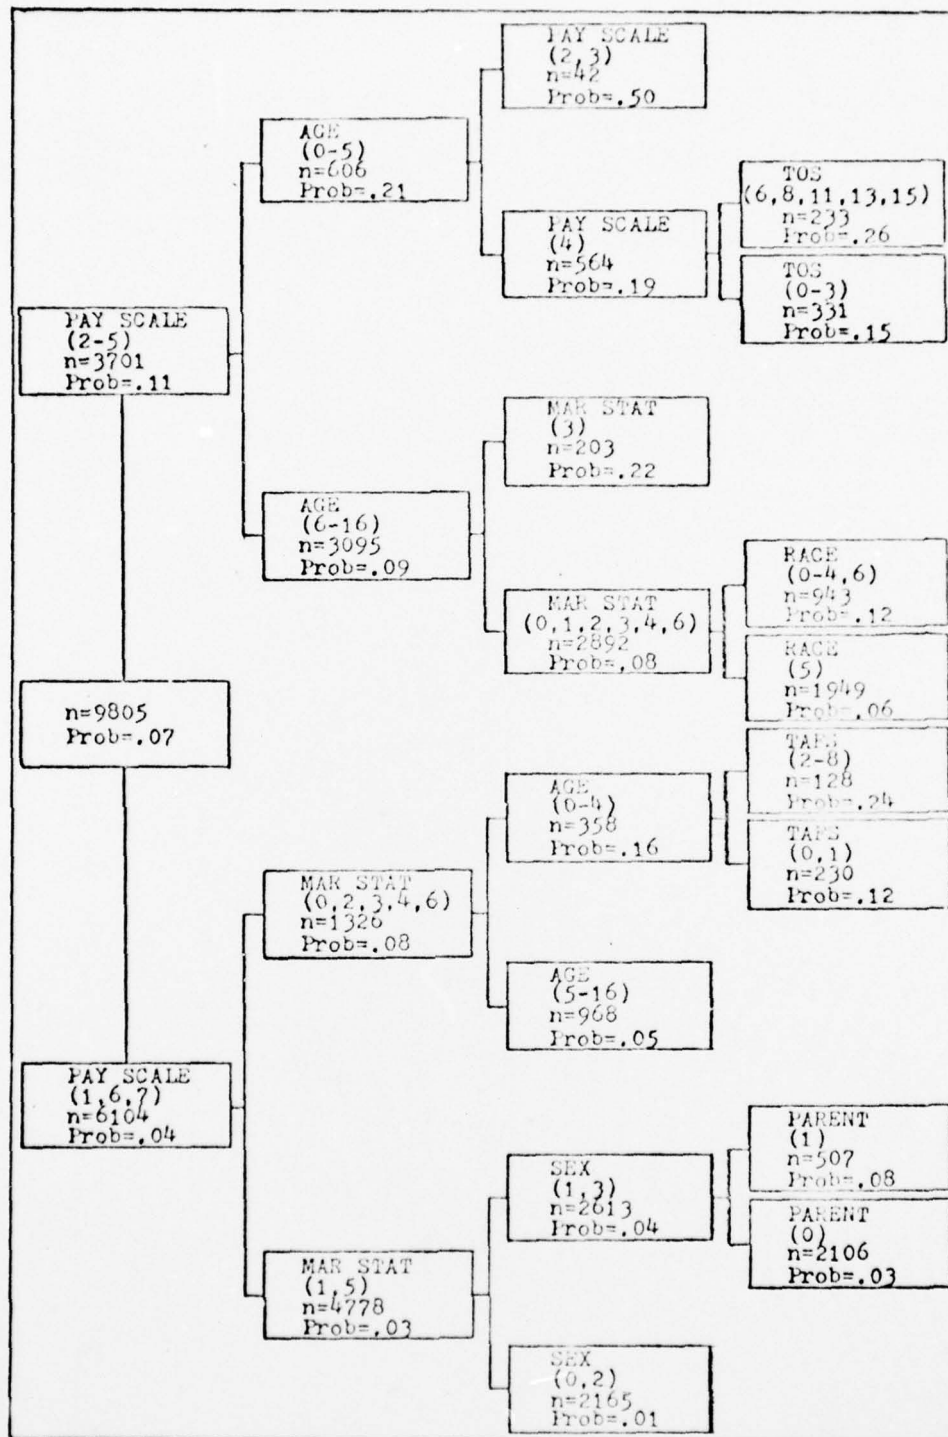 PAY SCALE
(2,3)
n=42
Prob=.50
AGE
(0-5)
n=606
Prob=.21
TOS
(6,8,11,13,15)
n=233
Prob=.26
PAY SCALE
(4)
n=564
Prob=.19
TOS
(0-3)
n=331
Prob=.15
PAY SCALE
(2-5)
n=3701
Prob=.11
MAR STAT
(3)
n=203
Prob=.22
AGE
(6-16)
n=3095
Prob=.09
RACE
(0-4,6)
n=943
Prob=.12
MAR STAT
(0,1,2,3,4,6)
n=2892
Prob=.08
RACE
(5)
n=1949
Prob=.06
n=9805
Prob=.07
TAFS
(2-8)
n=128
Prob=.24
AGE
(0-4)
n=358
Prob=.16
TAFS
(0,1)
n=230
Prob=.12
MAR STAT
(0,2,3,4,6)
n=1326
Prob=.08
AGE
(5-16)
n=968
Prob=.05
PAY SCALE
(1,6,7)
n=6104
Prob=.04
PARENT
(1)
n=507
Prob=.08
SEX
(1,3)
n=2613
Prob=.04
PARENT
(0)
n=2106
Prob=.03
MAR STAT
(1,5)
n=4778
Prob=.03
SEX
(0,2)
n=2165
Prob=.01